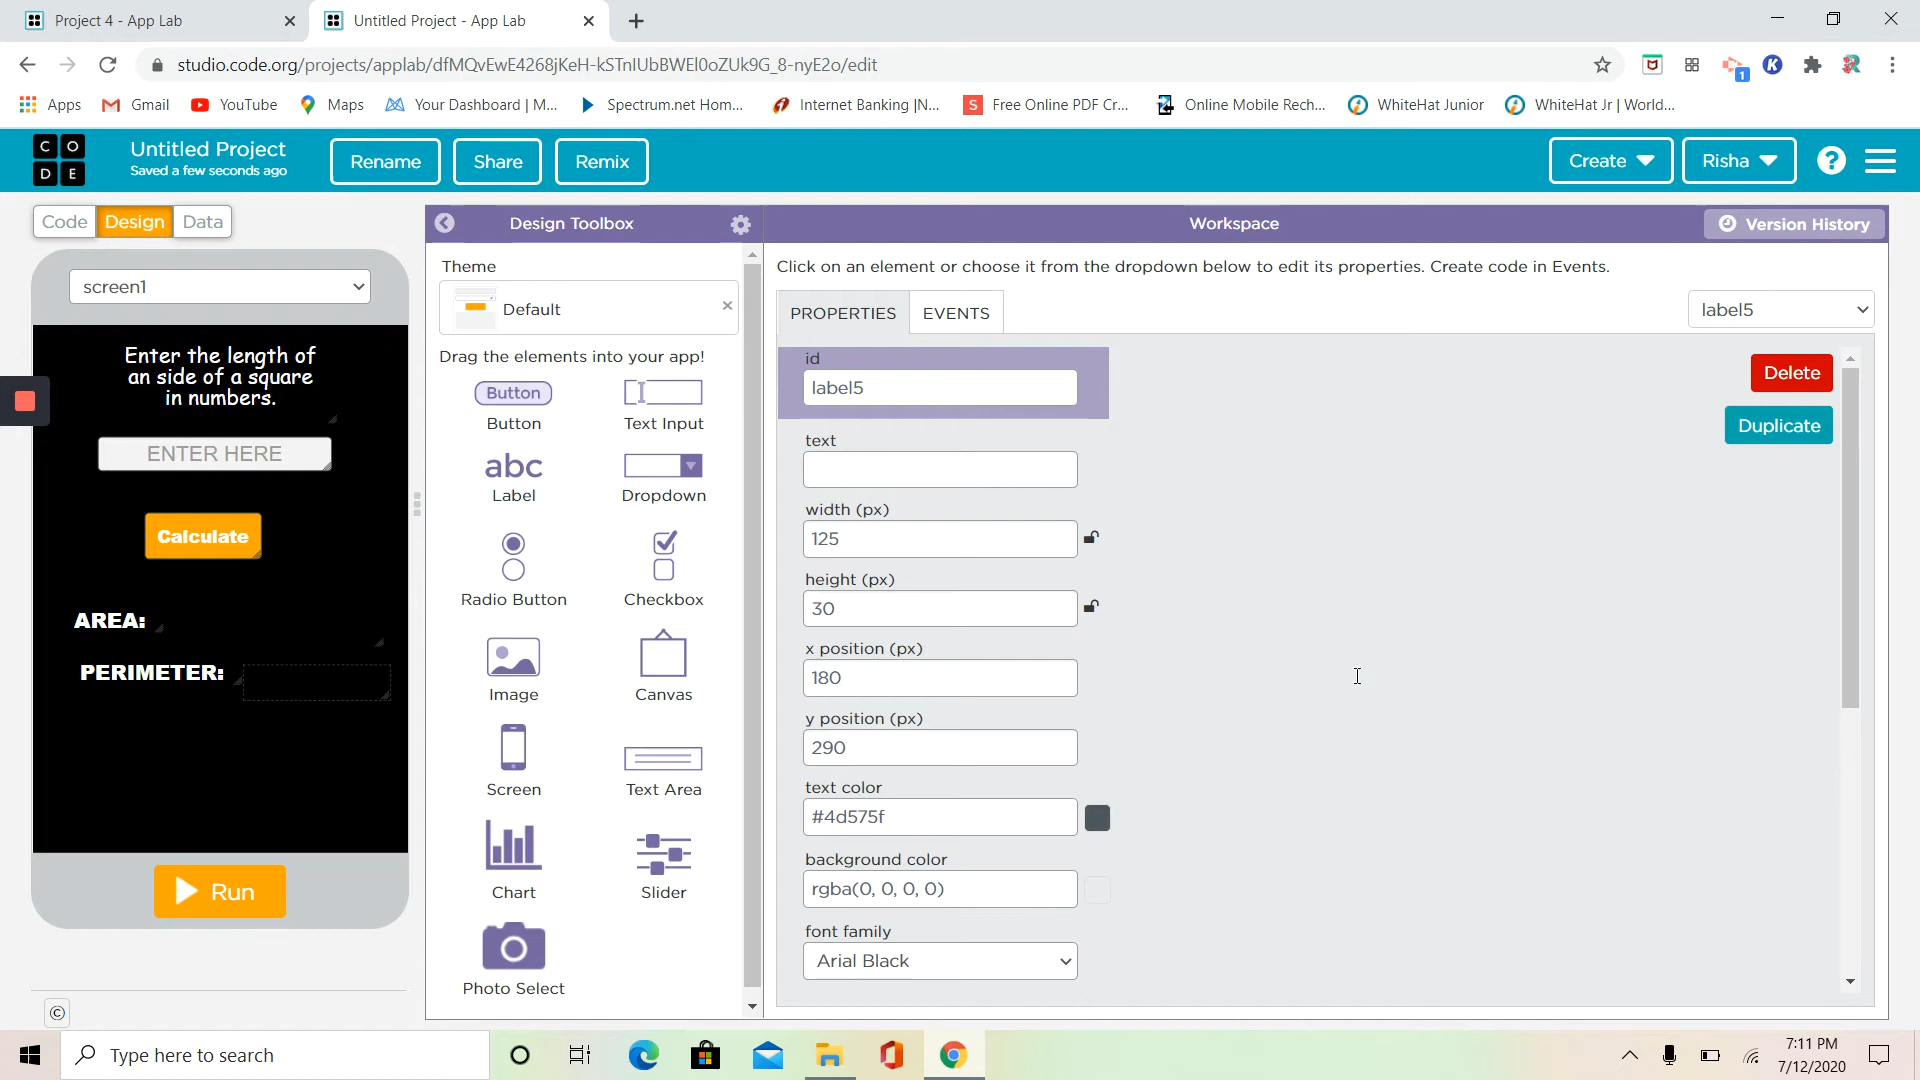 Project 4 - App Lab
Untitled Project - App Lab
studio.code.org/projects/applab/dfMQvEwE4268jKeH-kSTnIUbBWEl0oZUk9G_8-nyE2o/edit
1
K
Apps
Gmail
YouTube
Maps
Your Dashboard | M...
Spectrum.net Hom...
Internet Banking |N...
S
Free Online PDF Cr...
Online Mobile Rech...
WhiteHat Junior
WhiteHat Jr | World...
C O
D E
Untitled Project
Saved a few seconds ago
Rename
Share
Remix
Create
Risha
?
Code
Design
Data
Design Toolbox
Workspace
Version History
screen1
Enter the length of
an side of a square
in numbers.
ENTER HERE
Calculate
AREA:
PERIMETER:
Run
©
Theme
Default
Drag the elements into your app!
Button
Button
Text Input
abc
Label
Dropdown
Radio Button
Checkbox
Image
Canvas
Screen
Text Area
Chart
Slider
Photo Select
Click on an element or choose it from the dropdown below to edit its properties. Create code in Events.
PROPERTIES
EVENTS
label5
id
label5
Delete
Duplicate
text
width (px)
125
height (px)
30
x position (px)
180
y position (px)
290
text color
#4d575f
background color
rgba(0, 0, 0, 0)
font family
Arial Black
Type here to search
7:11 PM
7/12/2020